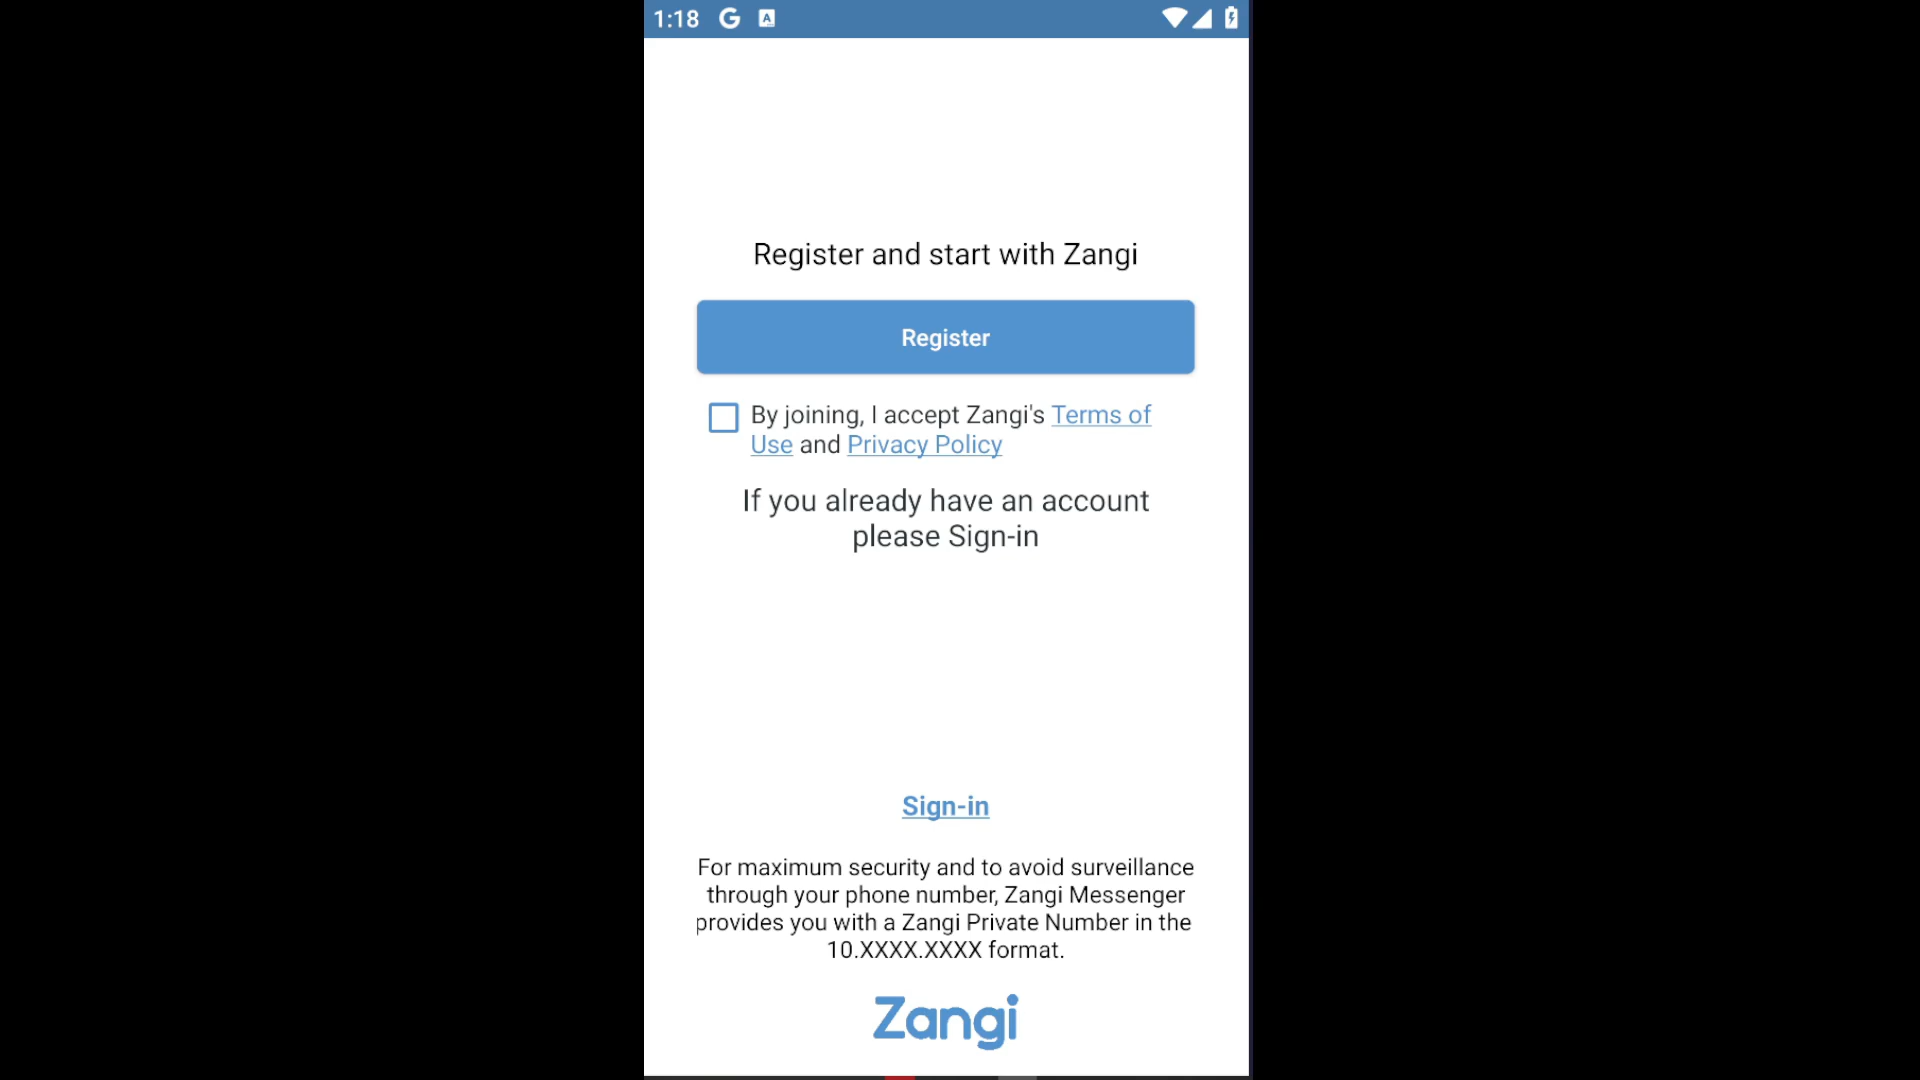 1:18
Register and start with Zangi
Register
By joining, I accept Zangi's Terms of
Use and Privacy Policy
If you already have an account
please Sign-in
Sign-in
For maximum security and to avoid surveillance
through your phone number, Zangi Messenger
provides you with a Zangi Private Number in the
10.XXXX.XXXX format.
Zangi